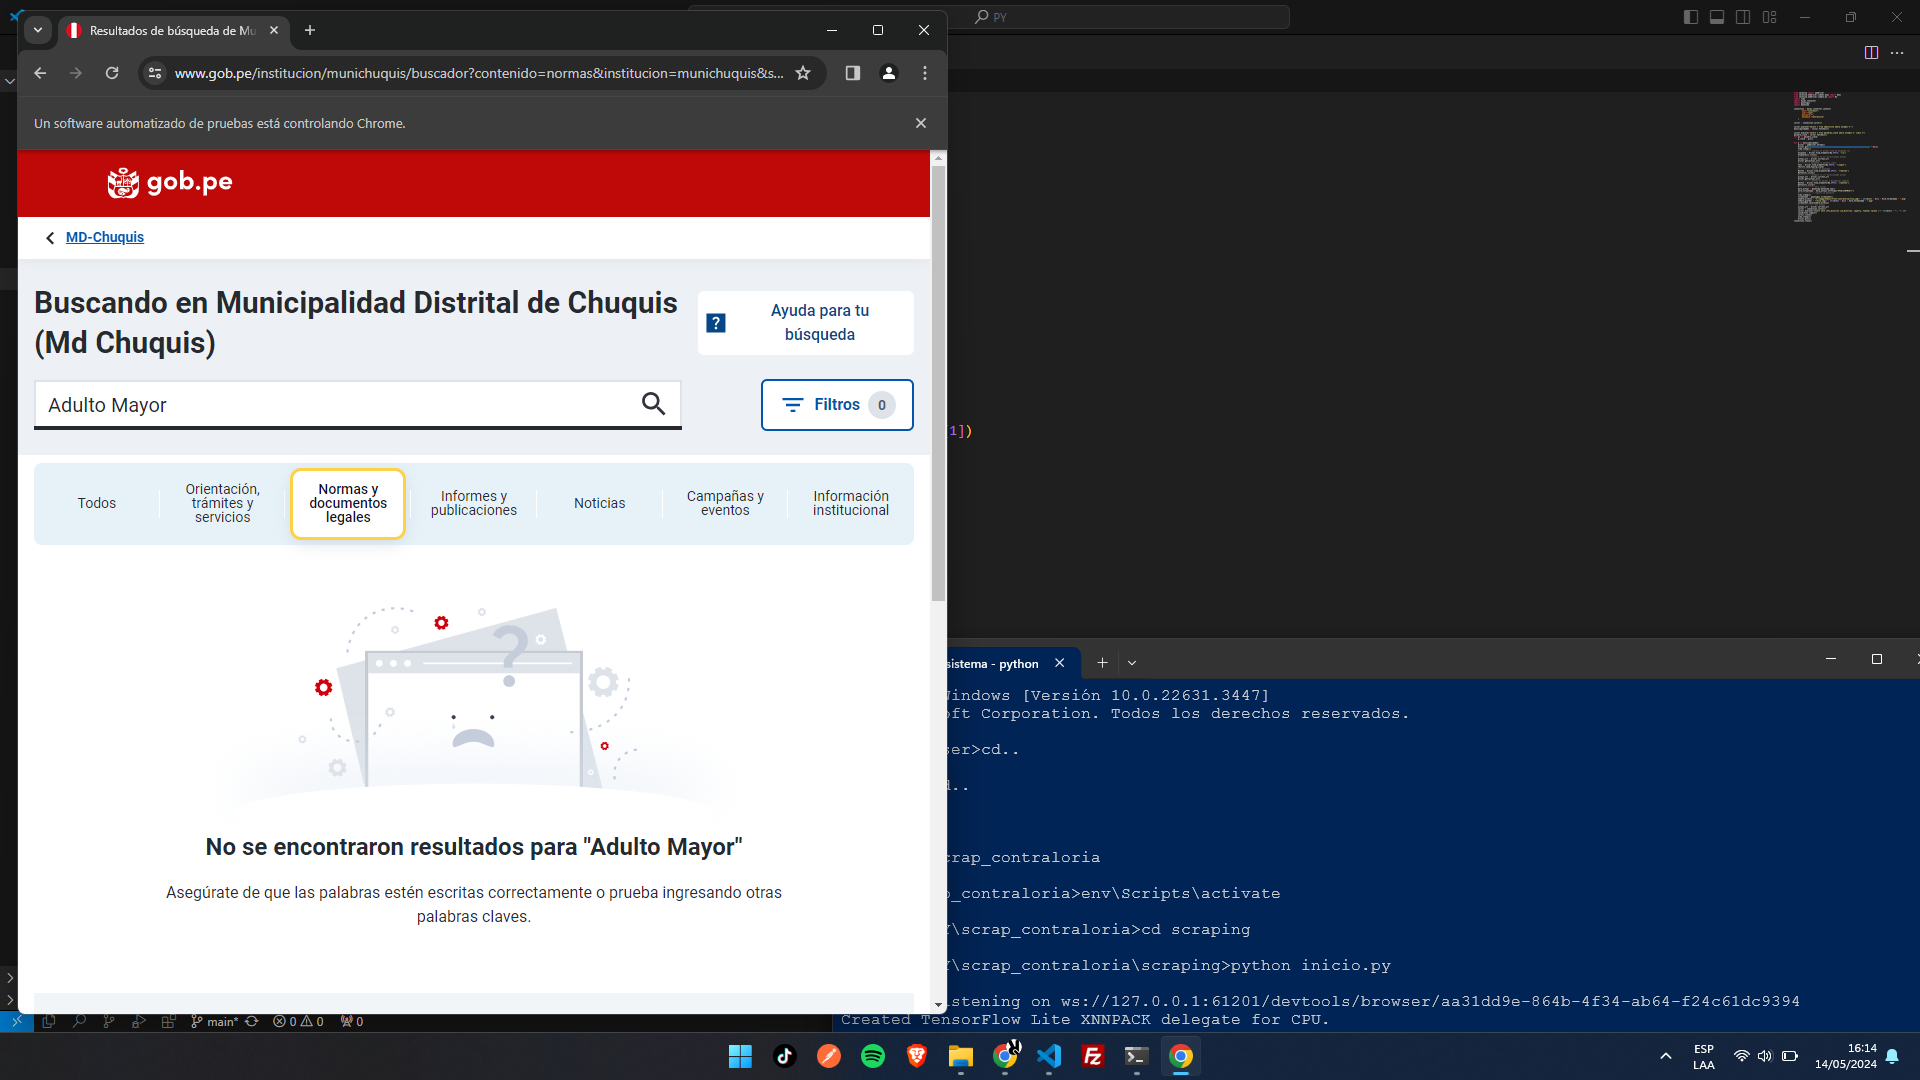 PY
Resultados de búsqueda de Mu
www.gob.pe/institucion/munichuquis/buscador?contenido=normas&institucion=munichuquis&s...
Un software automatizado de pruebas está controlando Chrome.
gob.pe
MD-Chuquis
Buscando en Municipalidad Distrital de Chuquis
(Md Chuquis)
? Ayuda para tu
búsqueda
Adulto Mayor
Filtros 0
Todos
Orientación,
trámites y
servicios
Normas y
documentos
legales
Informes y
publicaciones
Noticias
Campañas y
eventos
Información
institucional
?
No se encontraron resultados para "Adulto Mayor"
Asegúrate de que las palabras estén escritas correctamente o prueba ingresando otras
palabras claves.
1])
sistema - python
Windows [Versión 10.0.22631.3447]
oft Corporation. Todos los derechos reservados.
ser>cd..
d..
crap_contraloria
p_contraloria>env\Scripts\activate
\scrap_contraloria>cd scraping
\scrap_contraloria\scraping>python inicio.py
stening on ws://127.0.0.1:61201/devtools/browser/aa31dd9e-864b-4f34-ab64-f24c61dc9394
Created TensorFlow Lite XNNPACK delegate for CPU.
main* 0 0 0
ESP
LAA
16:14
14/05/2024